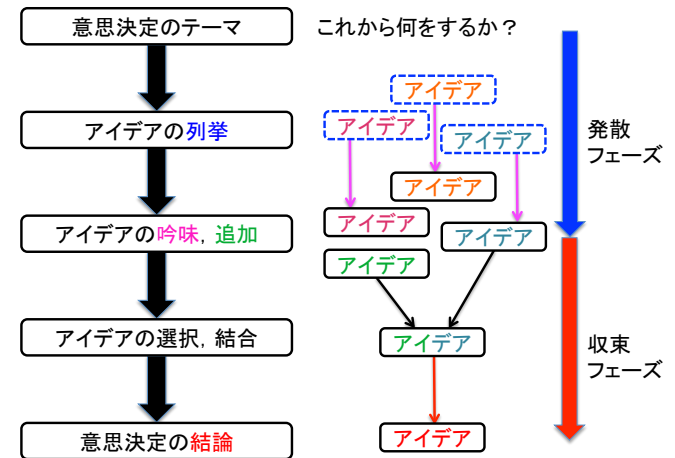 意思決定のテーマ
これから何をするか？
アイデア
アイデア
アイデア
アイデアの列挙
発散
フェーズ
アイデア
アイデア
アイデア
アイデアの吟味，追加
アイデア
アイデアの選択，結合
アイデア
収束
フェーズ
意思決定の結論
アイデア